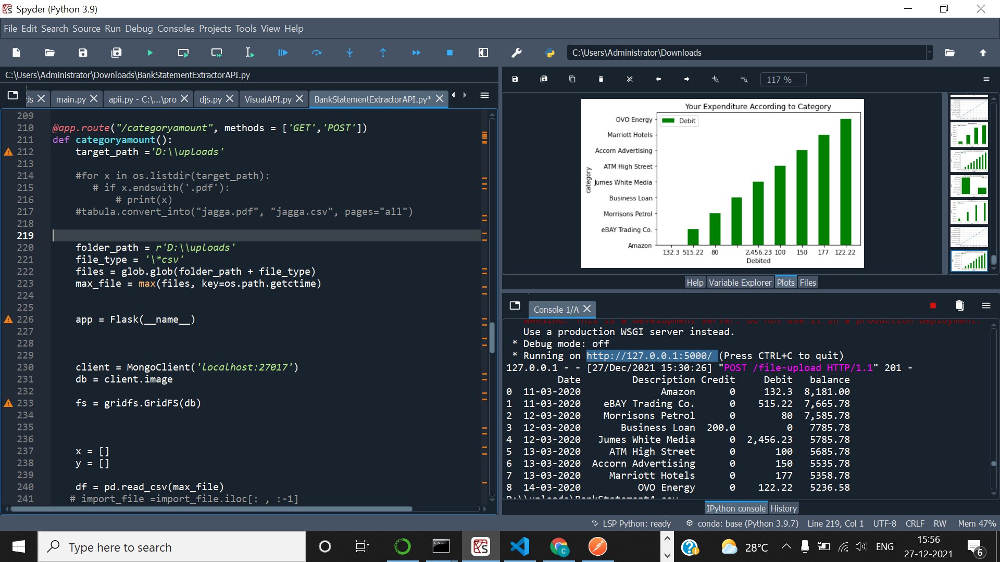 Spyder (Python 3.9)
File Edit Search Source Run Debug Consoles Projects Tools View Help
C:\Users\Administrator\Downloads
C:\Users\Administrator\Downloads\BankStatementExtractorAPI.py
ds main.py apii.py - C:\...\pro djs.py VisualAPI.py BankStatementExtractorAPI.py*
209
210 @app.route("/categoryamount", methods = ['GET','POST'])
211 def categoryamount():
212 target_path ='D:\\uploads'
213
214 #for x in os.listdir(target_path):
215 # if x.endswith('.pdf'):
216 # print(x)
217 #tabula.convert_into("jagga.pdf", "jagga.csv", pages="all")
218
219
220 folder_path = r'D:\\uploads'
221 file_type = '\*csv'
222 files = glob.glob(folder_path + file_type)
223 max_file = max(files, key=os.path.getctime)
224
225
226 app = Flask(__name__)
227
228
229
230 client = MongoClient('localhost:27017')
231 db = client.image
232
233 fs = gridfs.GridFS(db)
234
235
236
237 x = []
238 y = []
239
240 df = pd.read_csv(max_file)
241 # import_file =import_file.iloc[: , :-1]
117 %
Your Expenditure According to Category
Debit
category
OVO Energy
Marriott Hotels
Accorn Advertising
ATM High Street
Jumes White Media
Business Loan
Morrisons Petrol
eBAY Trading Co.
Amazon
132.3 515.22 80 2,456.23 100 150 177 122.22
Debited
Help Variable Explorer Plots Files
Console 1/A
WARNING: This is a development server. Do not use it in a production deployment.
Use a production WSGI server instead.
* Debug mode: off
* Running on http://127.0.0.1:5000/ (Press CTRL+C to quit)
127.0.0.1 - - [27/Dec/2021 15:30:26] "POST /file-upload HTTP/1.1" 201 -
Date Description Credit Debit balance
0 11-03-2020 Amazon 0 132.3 8,181.00
1 11-03-2020 eBAY Trading Co. 0 515.22 7,665.78
2 12-03-2020 Morrisons Petrol 0 80 7,585.78
3 12-03-2020 Business Loan 200.0 0 7785.78
4 12-03-2020 Jumes White Media 0 2,456.23 5785.78
5 13-03-2020 ATM High Street 0 100 5685.78
6 13-03-2020 Accorn Advertising 0 150 5535.78
7 13-03-2020 Marriott Hotels 0 177 5358.78
8 14-03-2020 OVO Energy 0 122.22 5236.58
D:\\uploads\BankStatement4.csv
IPython console History
LSP Python: ready conda: base (Python 3.9.7) Line 219, Col 1 UTF-8 CRLF RW Mem 47%
Type here to search
28°C ENG
15:56
27-12-2021
6